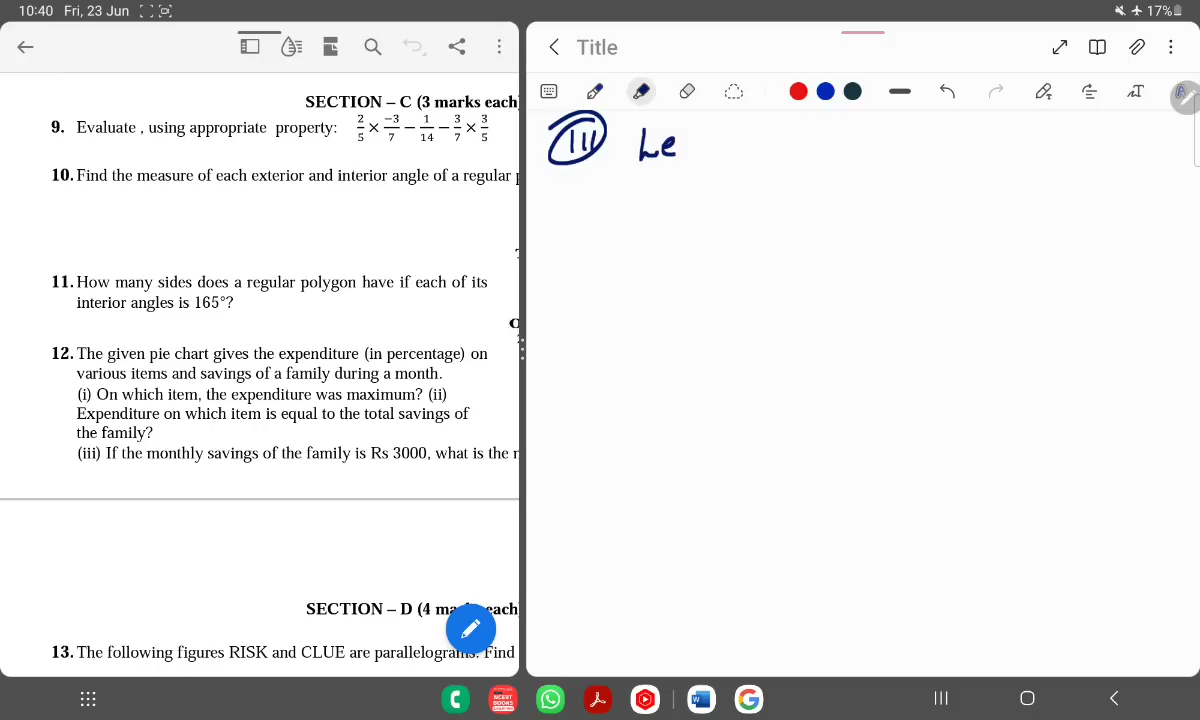 10:40 Fri, 23 Jun 17%
Title
SECTION – C (3 marks each)
9. Evaluate , using appropriate property: 2/5 × −3/7 − 1/14 − 3/7 × 3/5
III Le
10. Find the measure of each exterior and interior angle of a regular
11. How many sides does a regular polygon have if each of its
interior angles is 165°?
12. The given pie chart gives the expenditure (in percentage) on
various items and savings of a family during a month.
(i) On which item, the expenditure was maximum? (ii)
Expenditure on which item is equal to the total savings of
the family?
(iii) If the monthly savings of the family is Rs 3000, what is the
SECTION – D (4 marks each)
13. The following figures RISK and CLUE are parallelograms. Find
NCERT
BOOKS